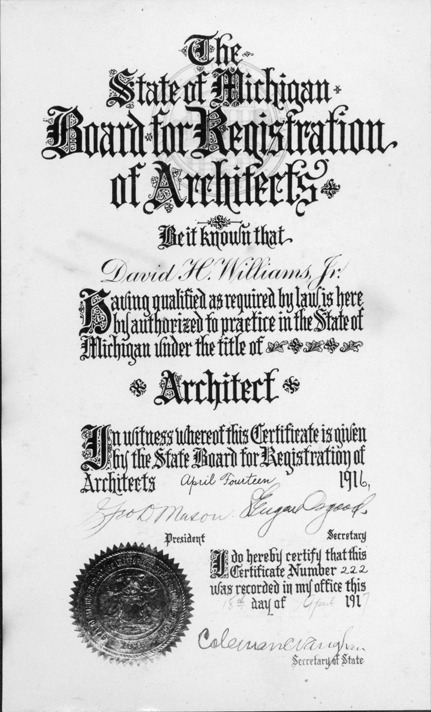 The
State of Michigan
Board for Registration
of Architects
Be it known that
David H. Williams, Jr.
Having qualified as required by law is here
by authorized to practice in the State of
Michigan under the title of
Architect
In witness whereof this Certificate is given
by the State Board for Registration of
Architects April Fourteen 1916,
Geo D Mason. Osgood
President Secretary
I do hereby certify that this
Certificate Number 222
was recorded in my office this
18th day of April 1917
Coleman C Vaughan
Secretary of State